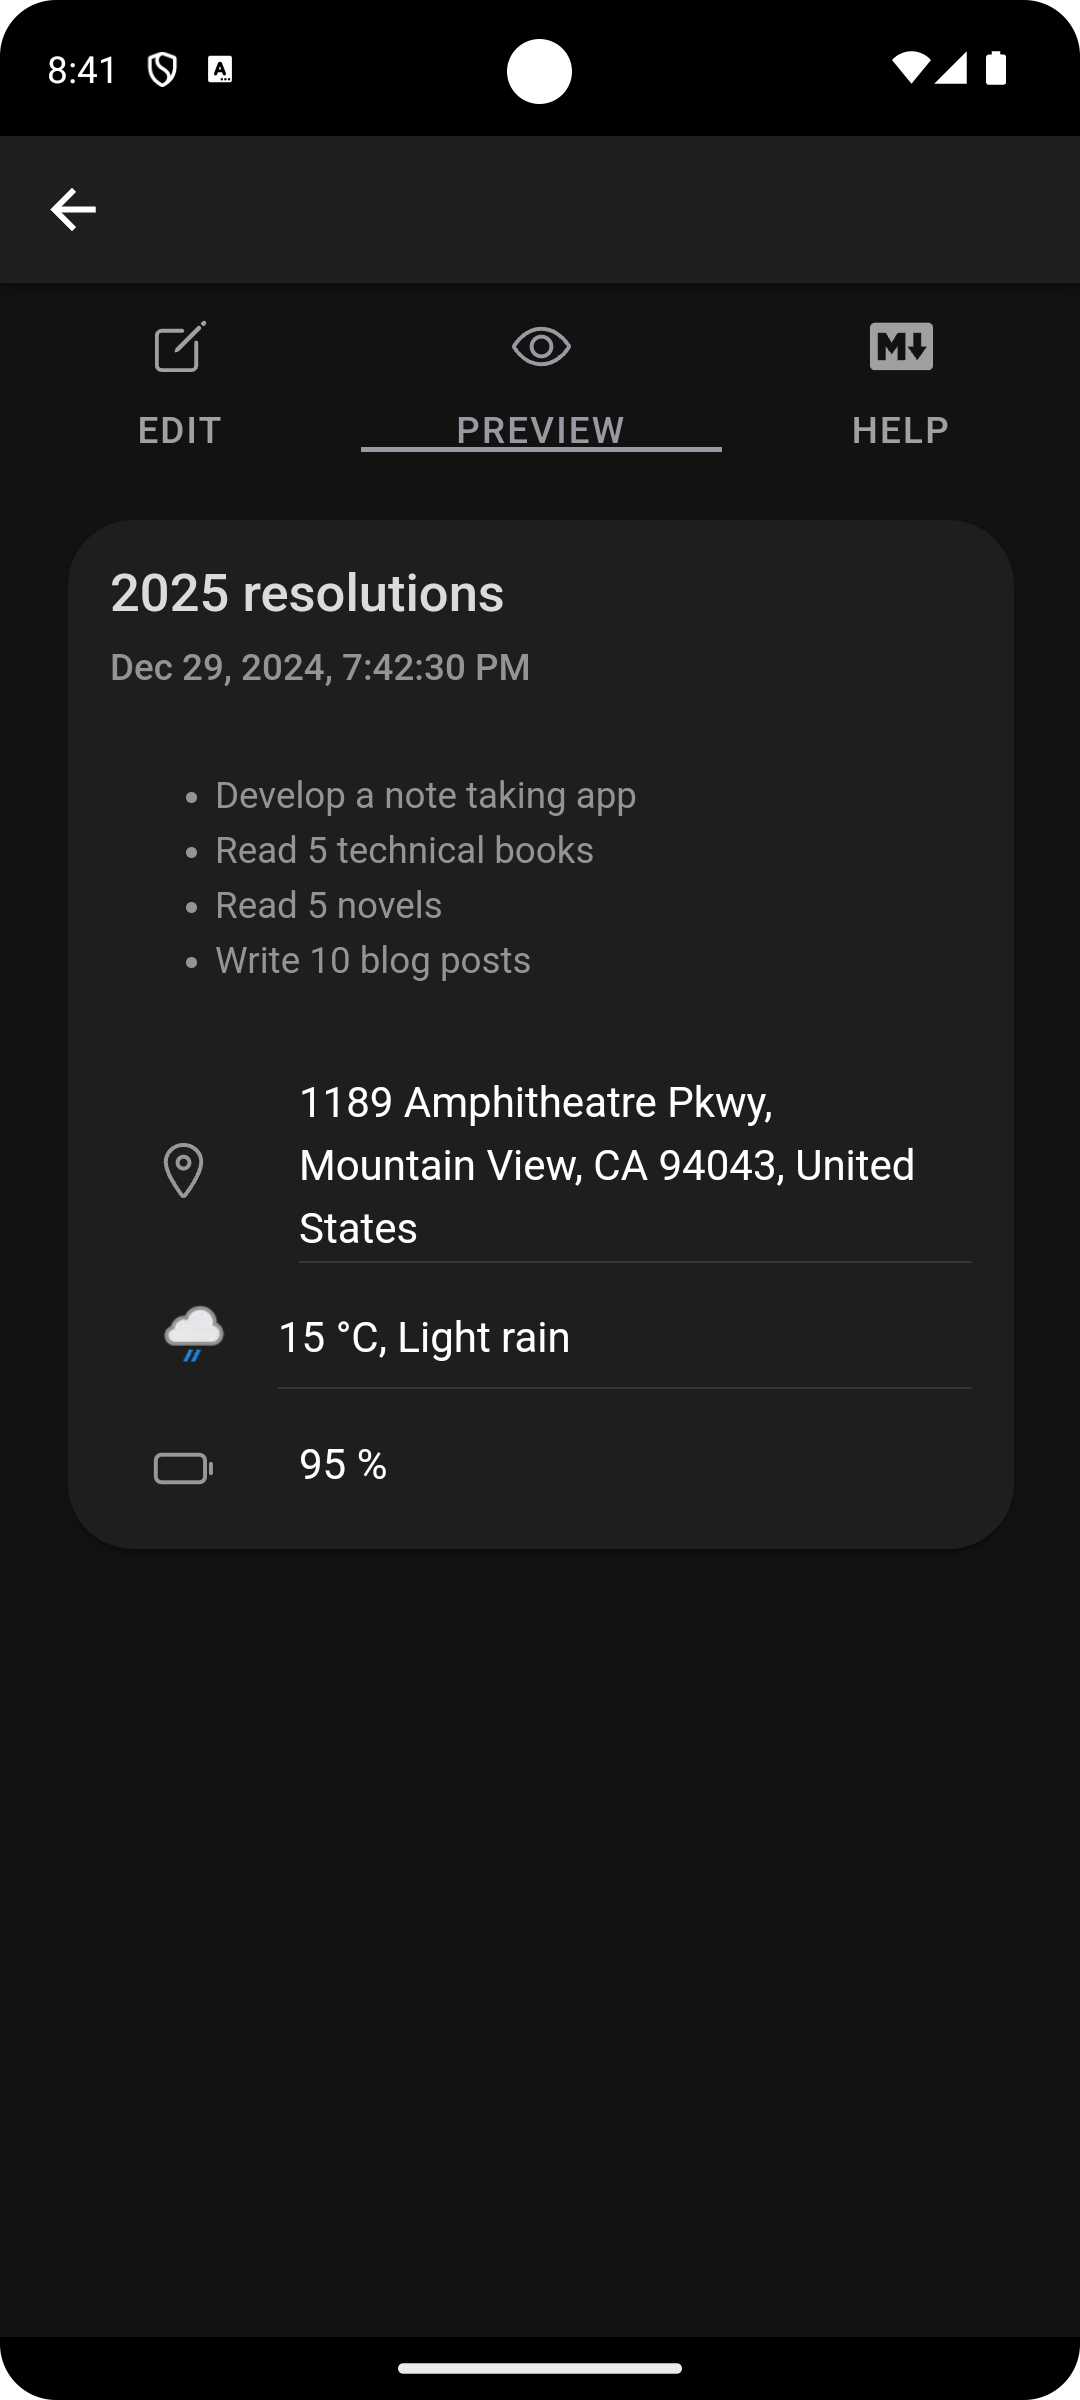 8:41
EDIT
PREVIEW
HELP
2025 resolutions
Dec 29, 2024, 7:42:30 PM
• Develop a note taking app
• Read 5 technical books
• Read 5 novels
• Write 10 blog posts
1189 Amphitheatre Pkwy,
Mountain View, CA 94043, United
States
15 °C, Light rain
95 %